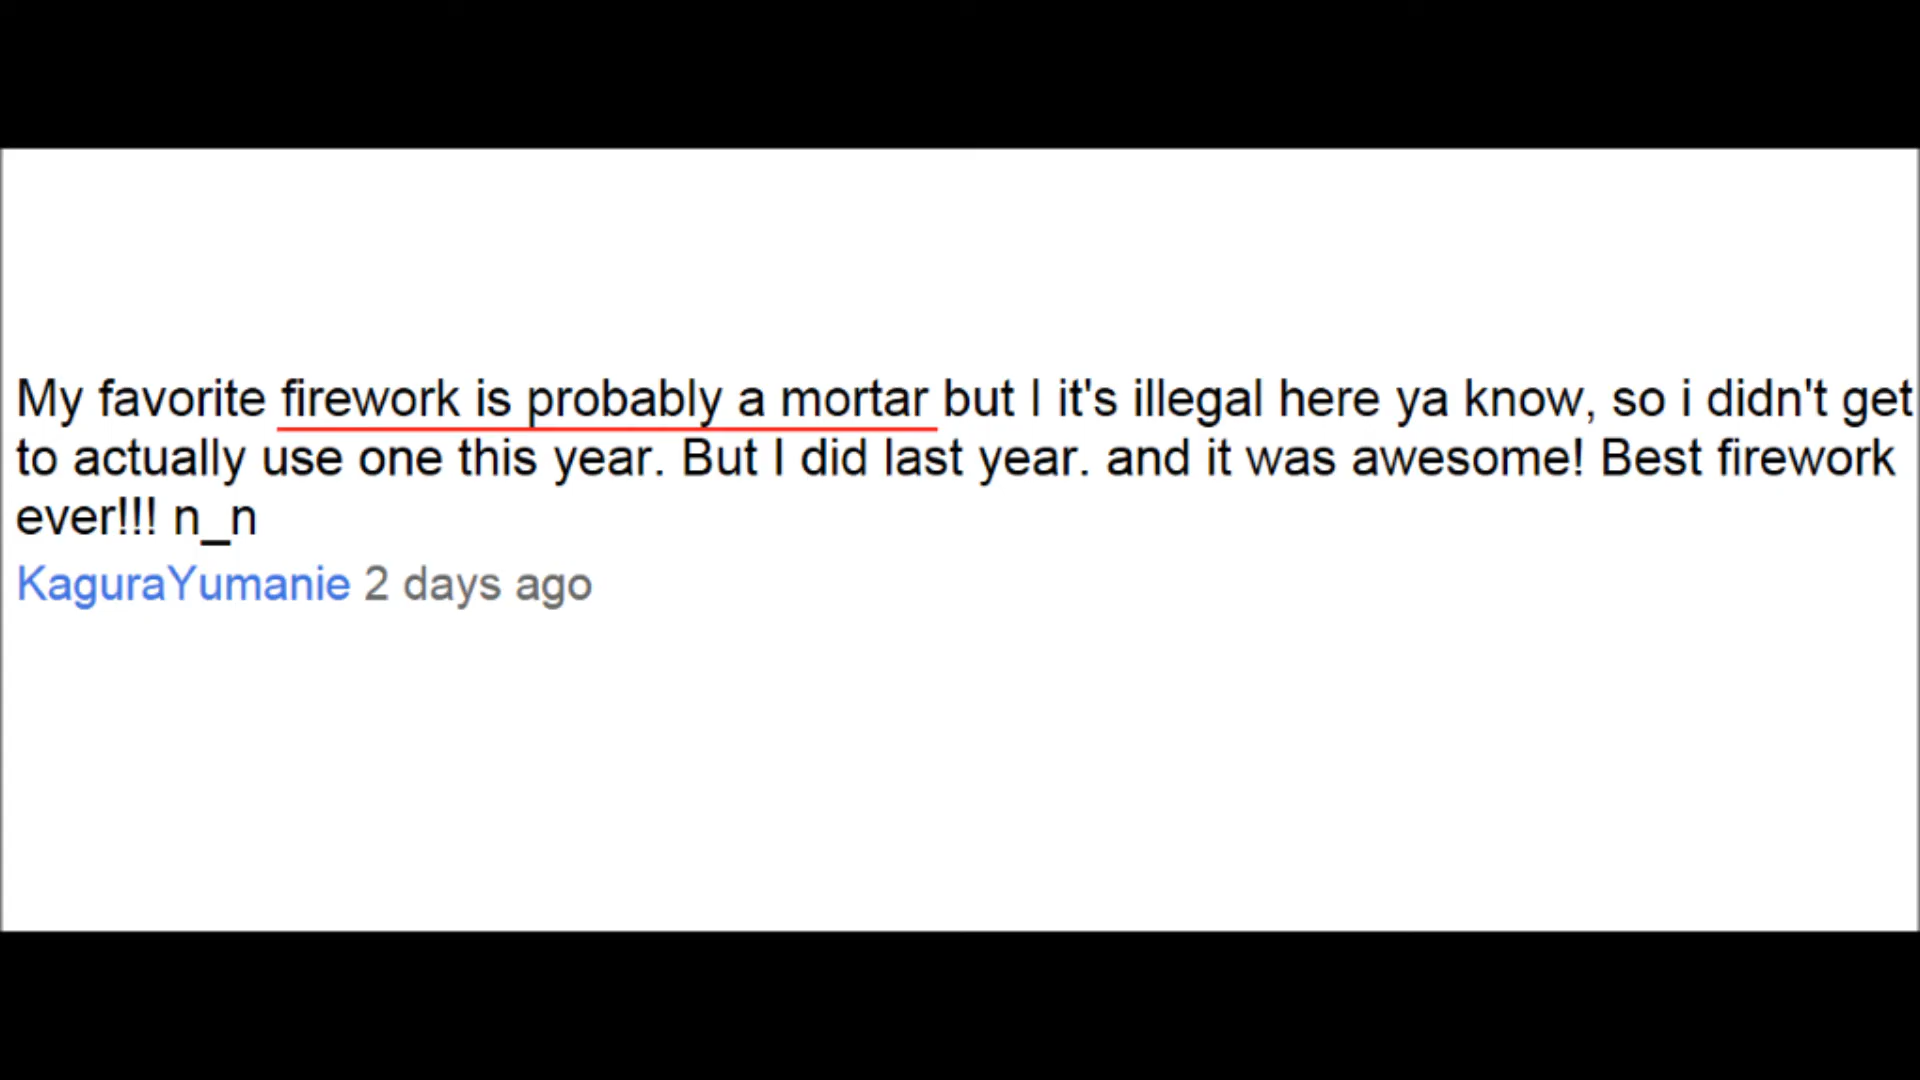 My favorite firework is probably a mortar but I it's illegal here ya know, so i didn't get
to actually use one this year. But I did last year. and it was awesome! Best firework
ever!!! n_n
KaguraYumanie 2 days ago